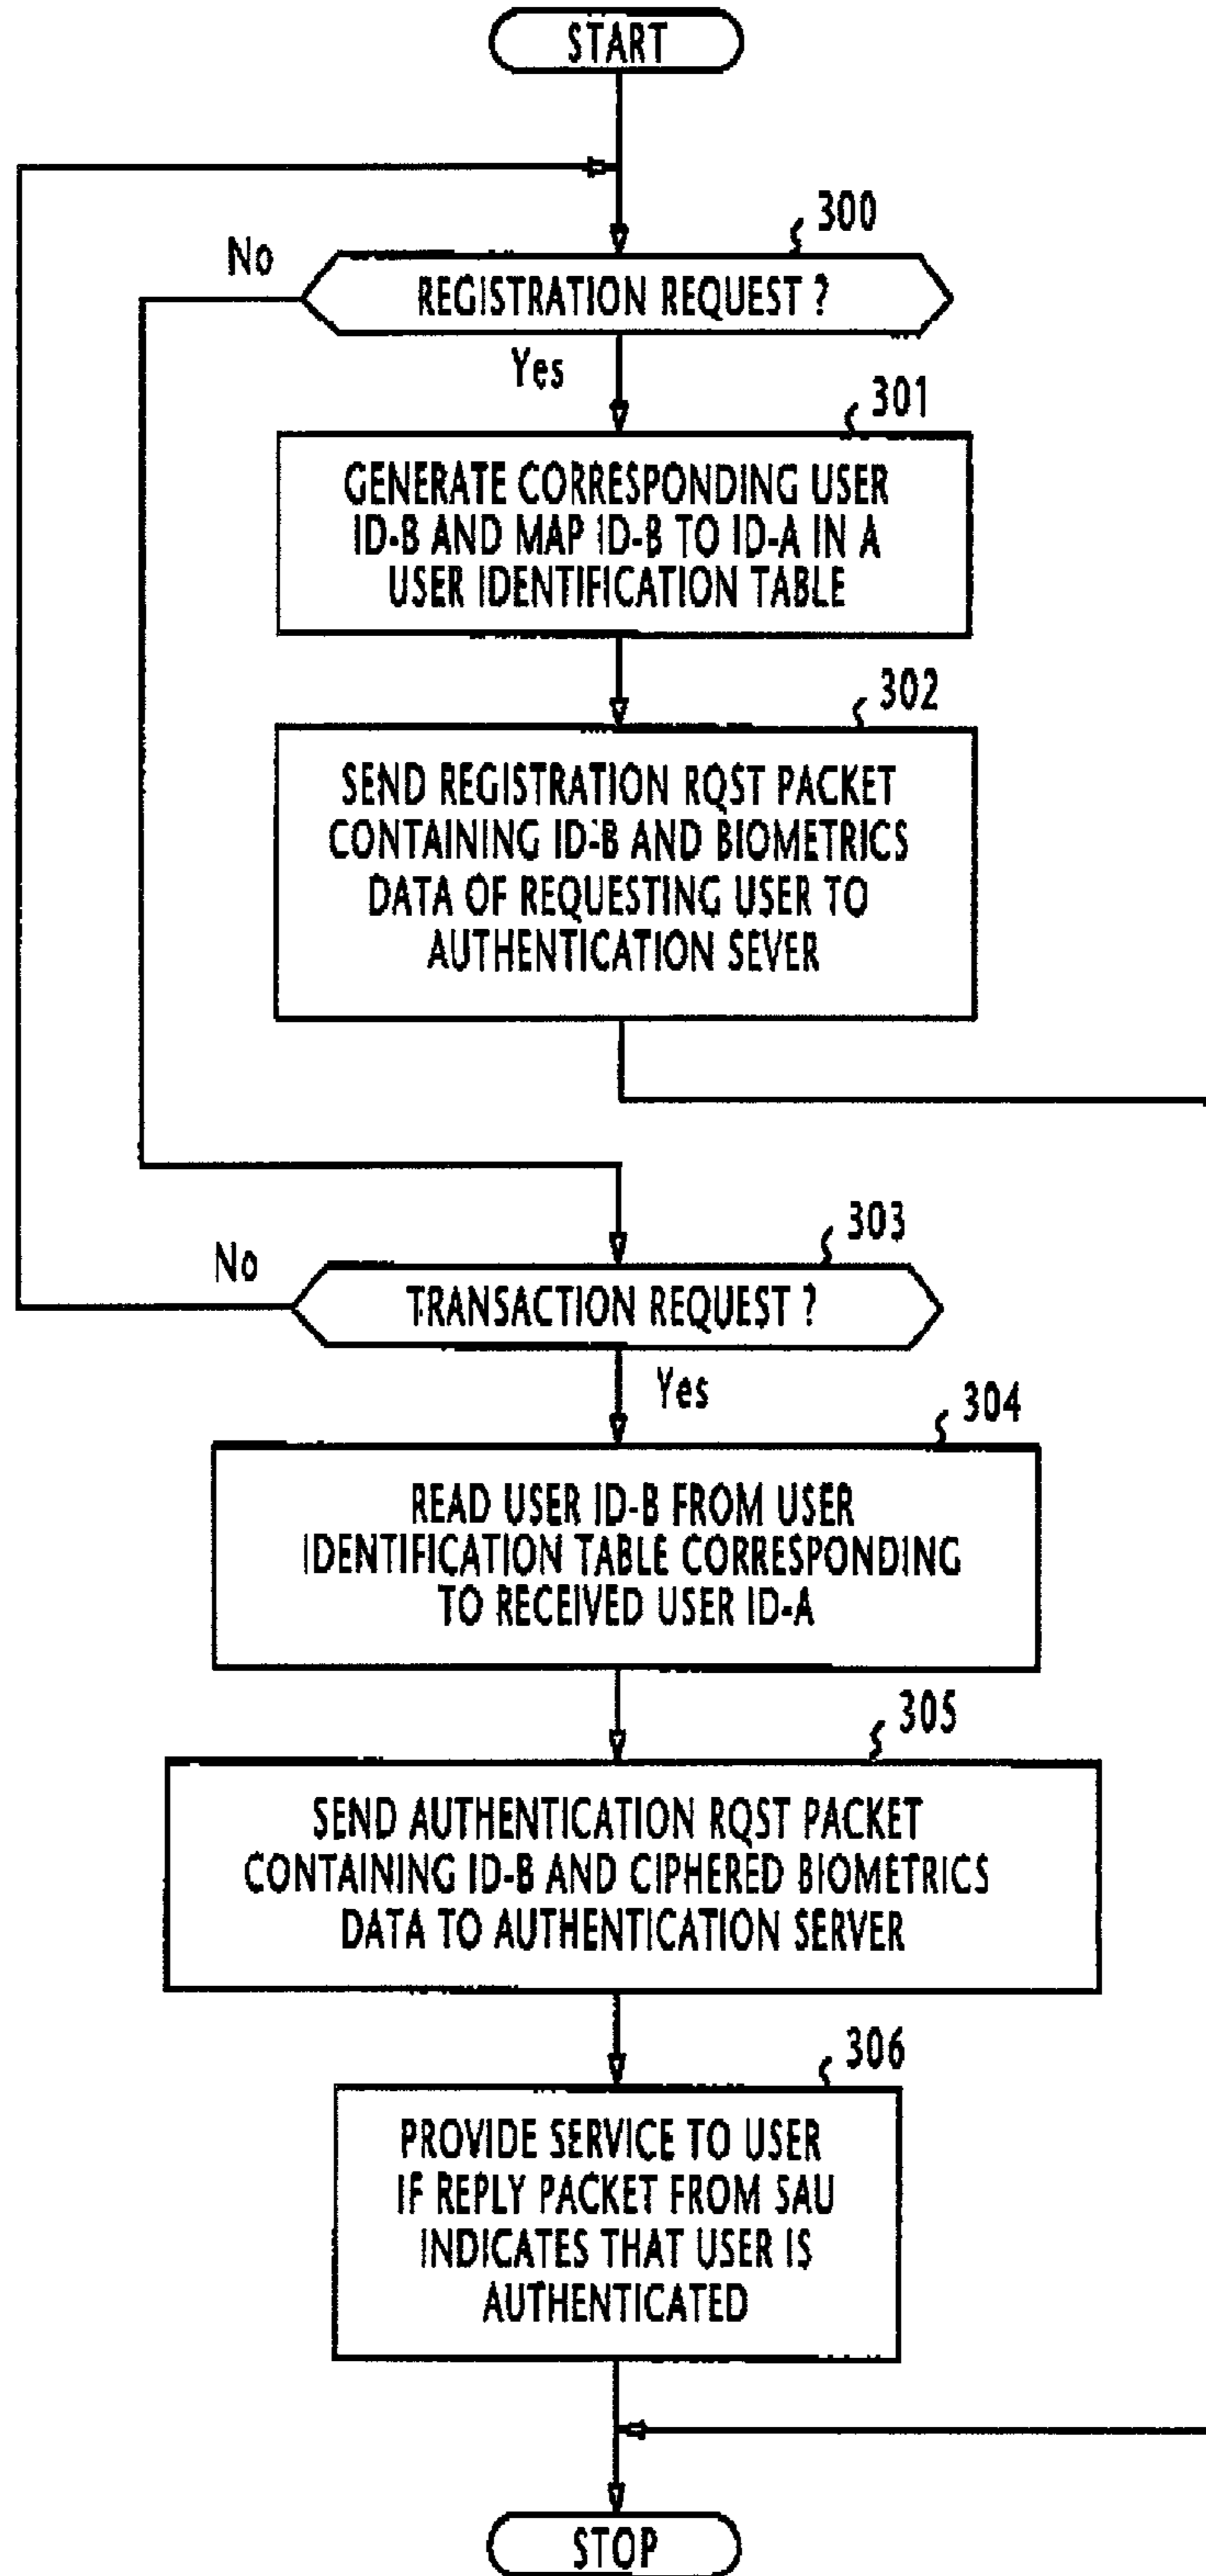 START
300
No
REGISTRATION REQUEST ?
Yes
301
GENERATE CORRESPONDING USER
ID-B AND MAP ID-B TO ID-A IN A
USER IDENTIFICATION TABLE
302
SEND REGISTRATION RQST PACKET
CONTAINING ID-B AND BIOMETRICS
DATA OF REQUESTING USER TO
AUTHENTICATION SEVER
303
No
TRANSACTION REQUEST ?
Yes
304
READ USER ID-B FROM USER
IDENTIFICATION TABLE CORRESPONDING
TO RECEIVED USER ID-A
305
SEND AUTHENTICATION RQST PACKET
CONTAINING ID-B AND CIPHERED BIOMETRICS
DATA TO AUTHENTICATION SERVER
306
PROVIDE SERVICE TO USER
IF REPLY PACKET FROM SAU
INDICATES THAT USER IS
AUTHENTICATED
STOP